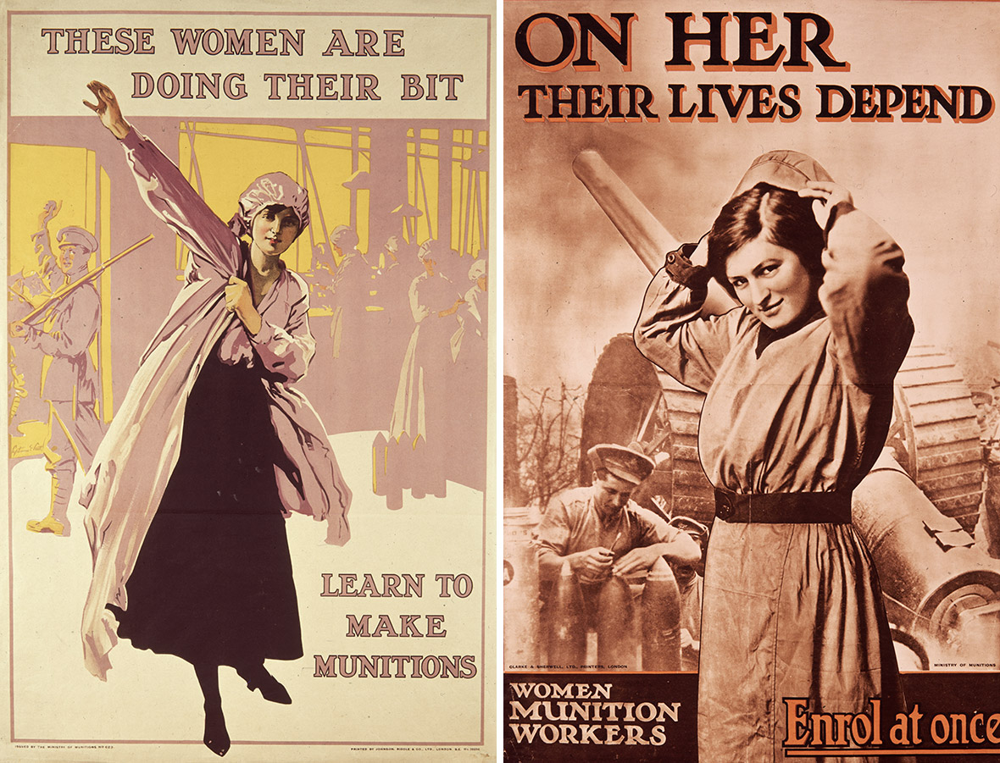 THESE WOMEN ARE
DOING THEIR BIT
LEARN TO
MAKE
MUNITIONS
ISSUED BY THE MINISTRY OF MUNITIONS
PRINTED BY JOHNSON, RIDDLE & CO., LTD., LONDON, S.E.
ON HER
THEIR LIVES DEPEND
CLARKE & SHERWELL, LTD., PRINTERS, LONDON
MINISTRY OF MUNITIONS
WOMEN
MUNITION
WORKERS
Enrol at once